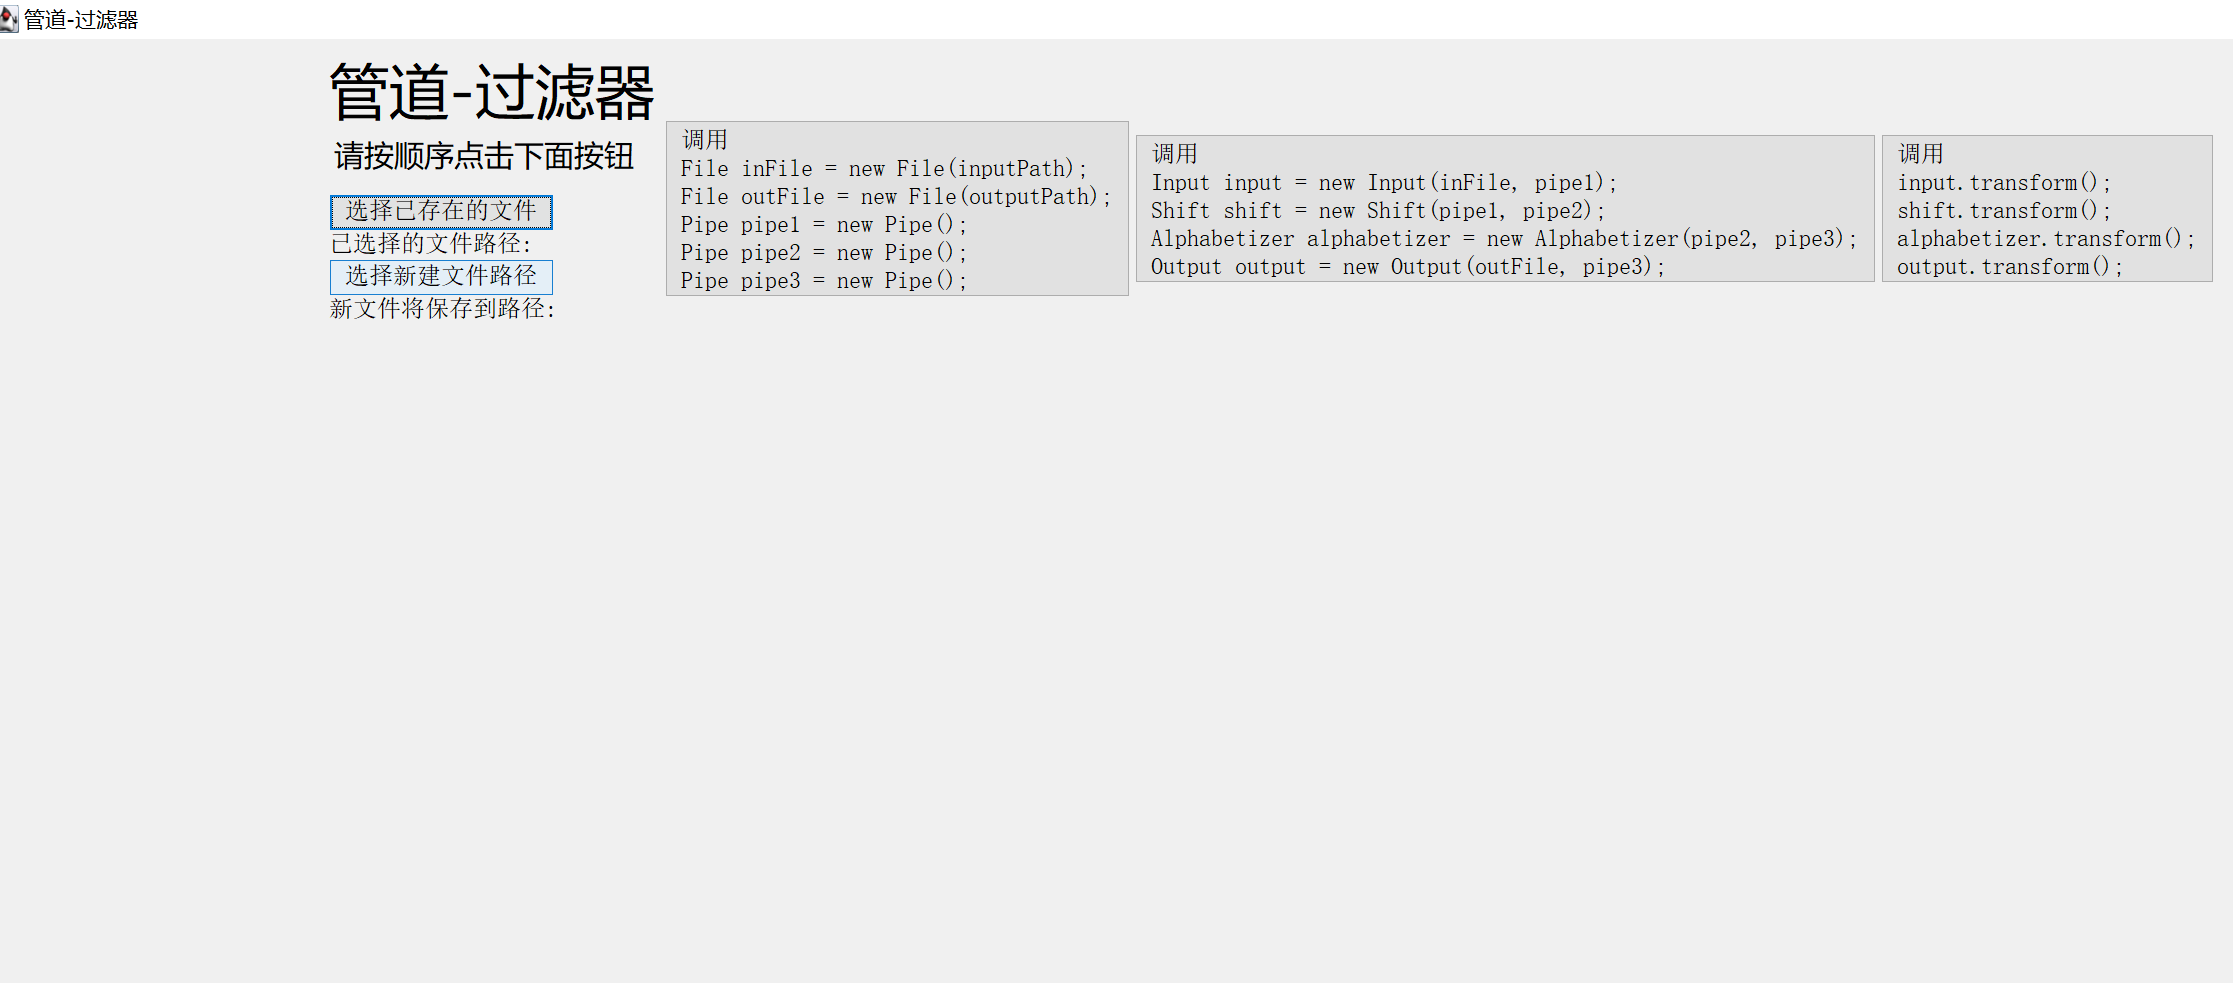 管道-过滤器
管道-过滤器
请按顺序点击下面按钮
选择已存在的文件
已选择的文件路径:
选择新建文件路径
新文件将保存到路径:
调用
File inFile = new File(inputPath);
File outFile = new File(outputPath);
Pipe pipe1 = new Pipe();
Pipe pipe2 = new Pipe();
Pipe pipe3 = new Pipe();
调用
Input input = new Input(inFile, pipe1);
Shift shift = new Shift(pipe1, pipe2);
Alphabetizer alphabetizer = new Alphabetizer(pipe2, pipe3);
Output output = new Output(outFile, pipe3);
调用
input.transform();
shift.transform();
alphabetizer.transform();
output.transform();